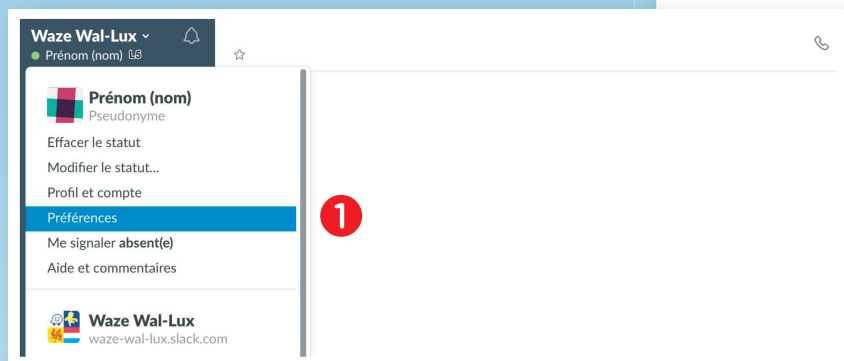 Waze Wal-Lux
Prénom (nom) L5
Prénom (nom)
Pseudonyme
Effacer le statut
Modifier le statut...
Profil et compte
Préférences
1
Me signaler absent(e)
Aide et commentaires
Waze Wal-Lux
waze-wal-lux.slack.com